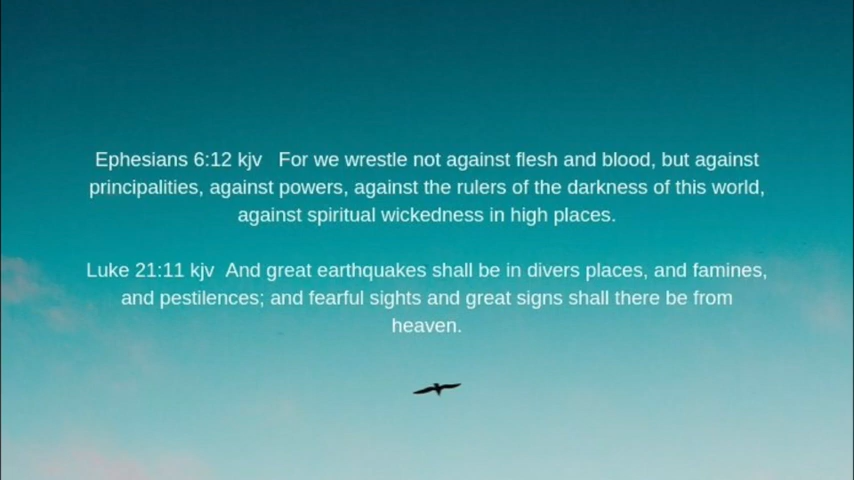 Ephesians 6:12 kjv   For we wrestle not against flesh and blood, but against
principalities, against powers, against the rulers of the darkness of this world,
against spiritual wickedness in high places.
Luke 21:11 kjv  And great earthquakes shall be in divers places, and famines,
and pestilences; and fearful sights and great signs shall there be from
heaven.